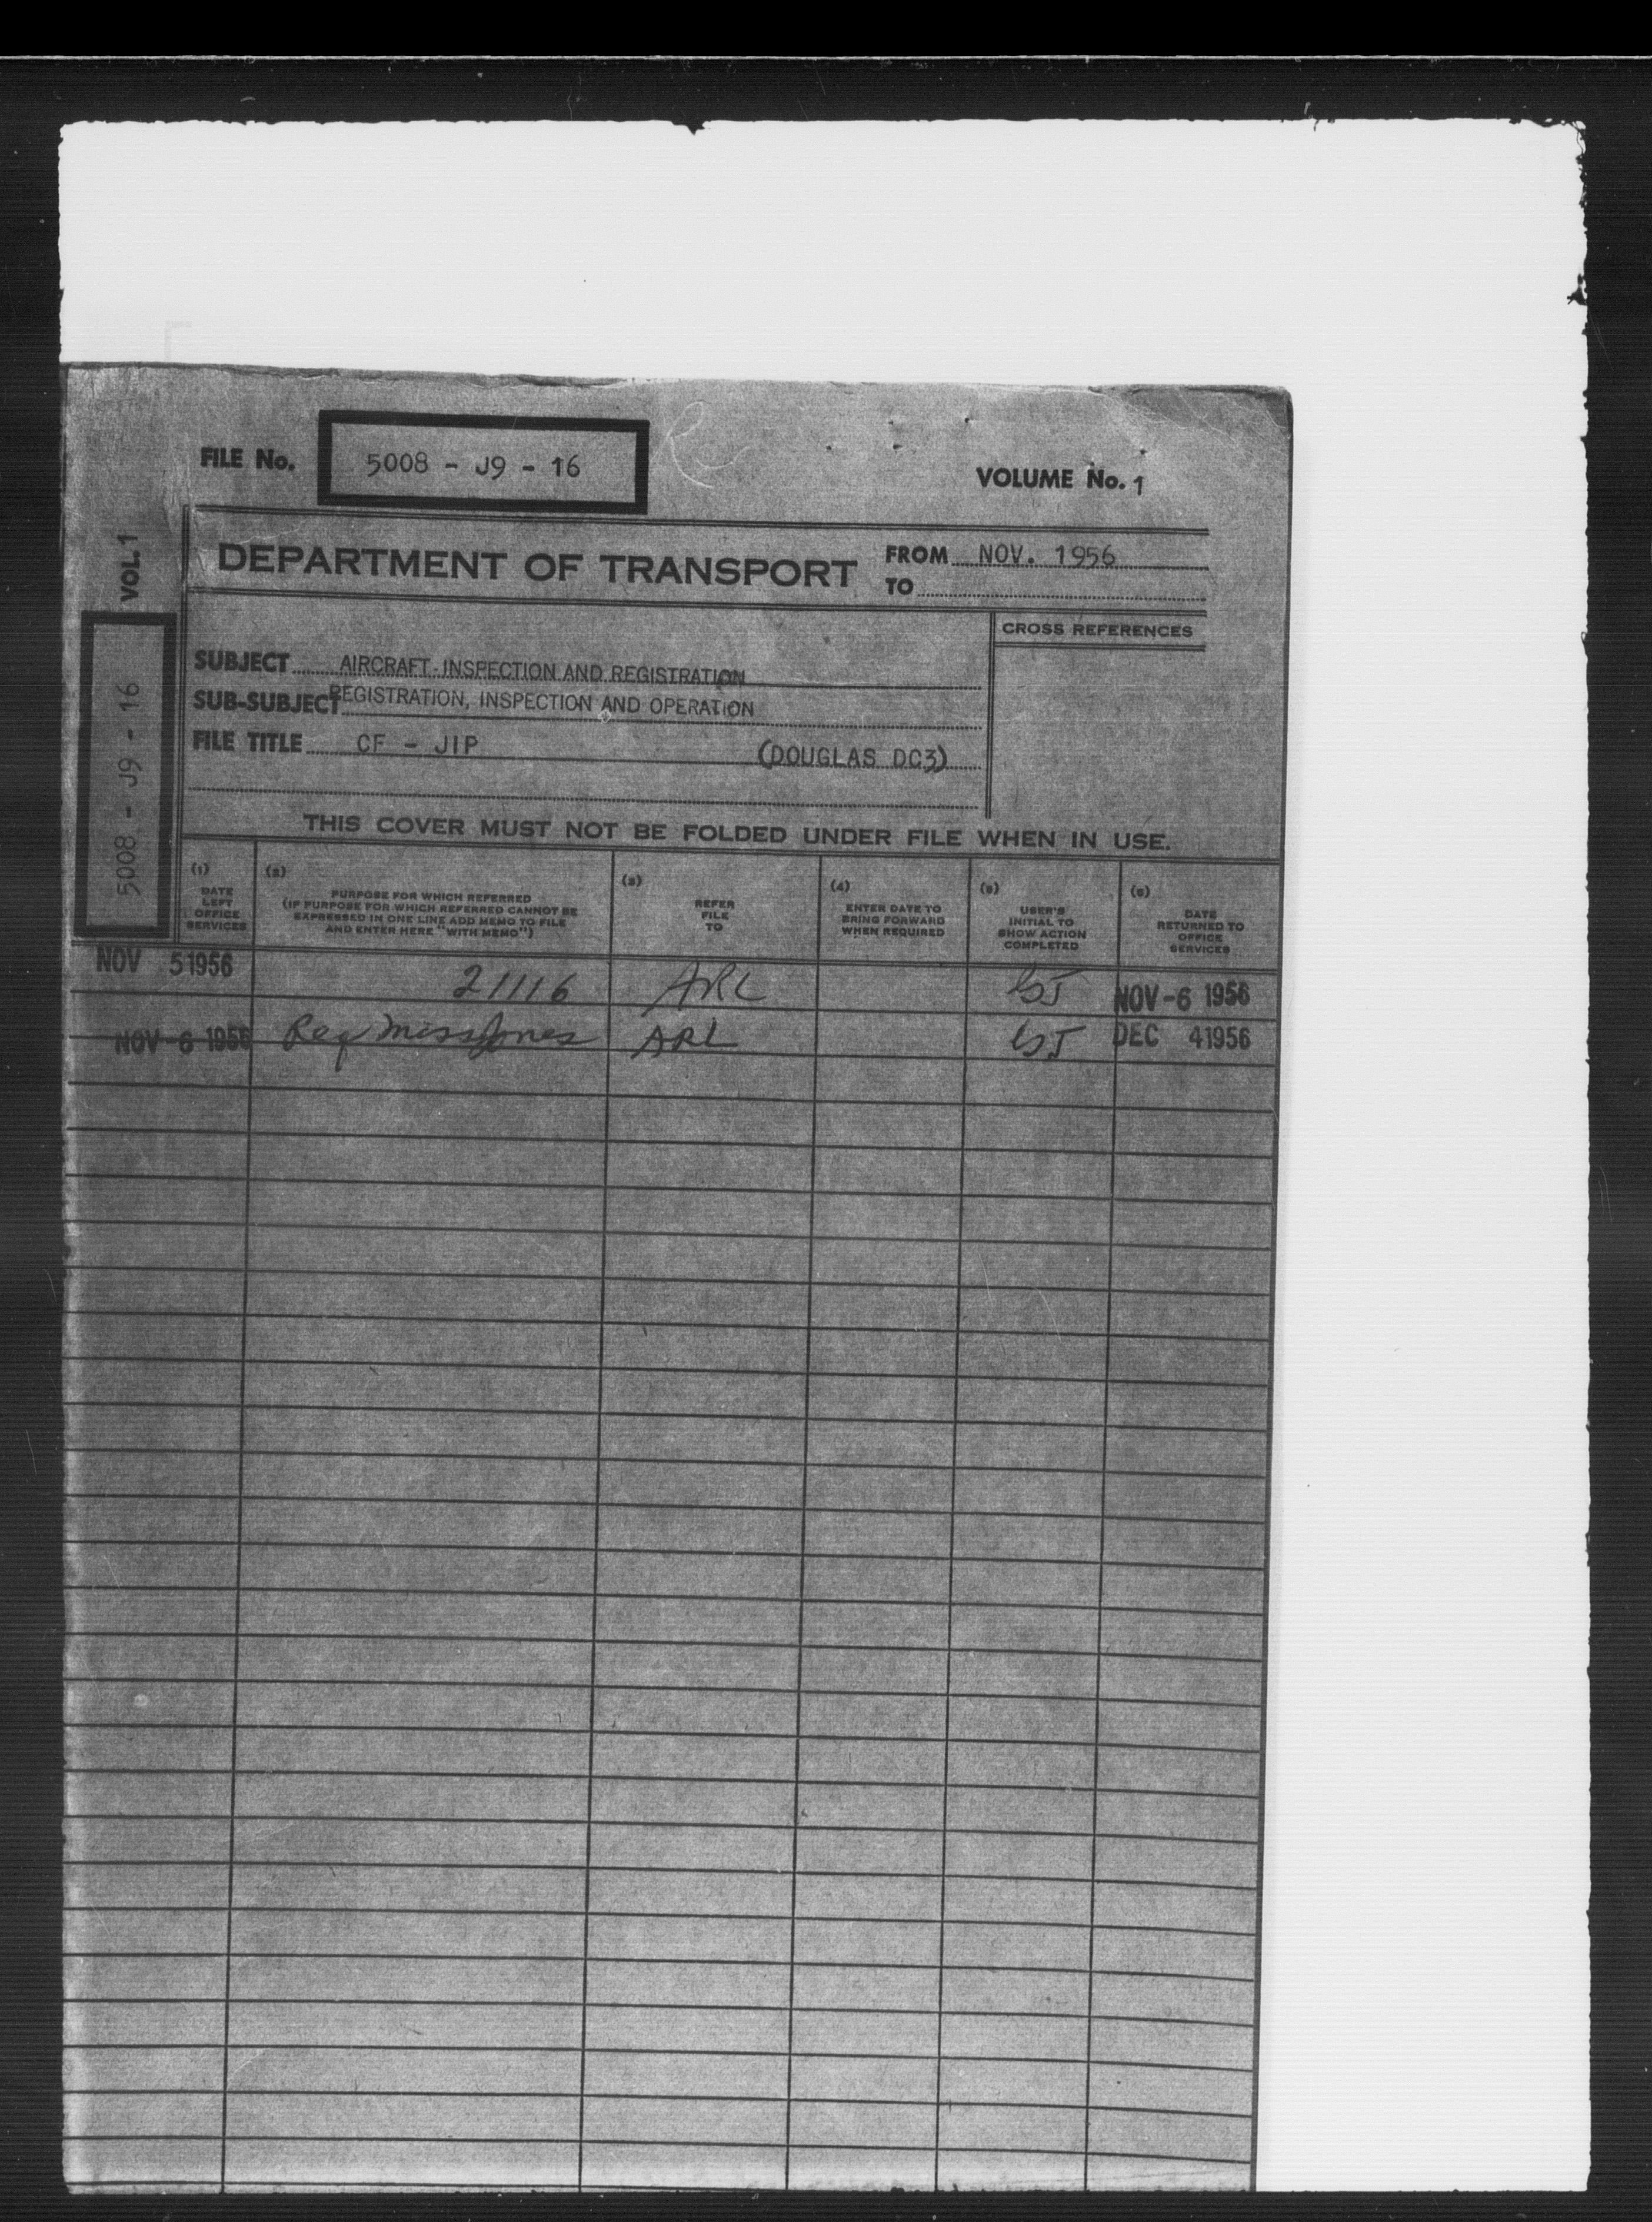 FILE No. 5008 - J9 - 16
VOLUME No. 1
VOL. 1
5008 - J9 - 16
DEPARTMENT OF TRANSPORT
FROM NOV. 1956
TO
CROSS REFERENCES
SUBJECT AIRCRAFT-INSPECTION AND REGISTRATION
SUB-SUBJECT REGISTRATION, INSPECTION AND OPERATION
FILE TITLE CF - JIP (DOUGLAS DC3)
THIS COVER MUST NOT BE FOLDED UNDER FILE WHEN IN USE.
(1)
DATE
LEFT
OFFICE
SERVICES
(2)
PURPOSE FOR WHICH REFERRED
(IF PURPOSE FOR WHICH REFERRED CANNOT BE
EXPRESSED IN ONE LINE ADD MEMO TO FILE
AND ENTER HERE "WITH MEMO")
(3)
REFER
FILE
TO
(4)
ENTER DATE TO
BRING FORWARD
WHEN REQUIRED
(5)
USER'S
INITIAL TO
SHOW ACTION
COMPLETED
(6)
DATE
RETURNED TO
OFFICE
SERVICES
NOV 5 1956 21116 ARL NOV -6 1956
NOV 6 1956 Req Miss Jones ARL DEC 4 1956